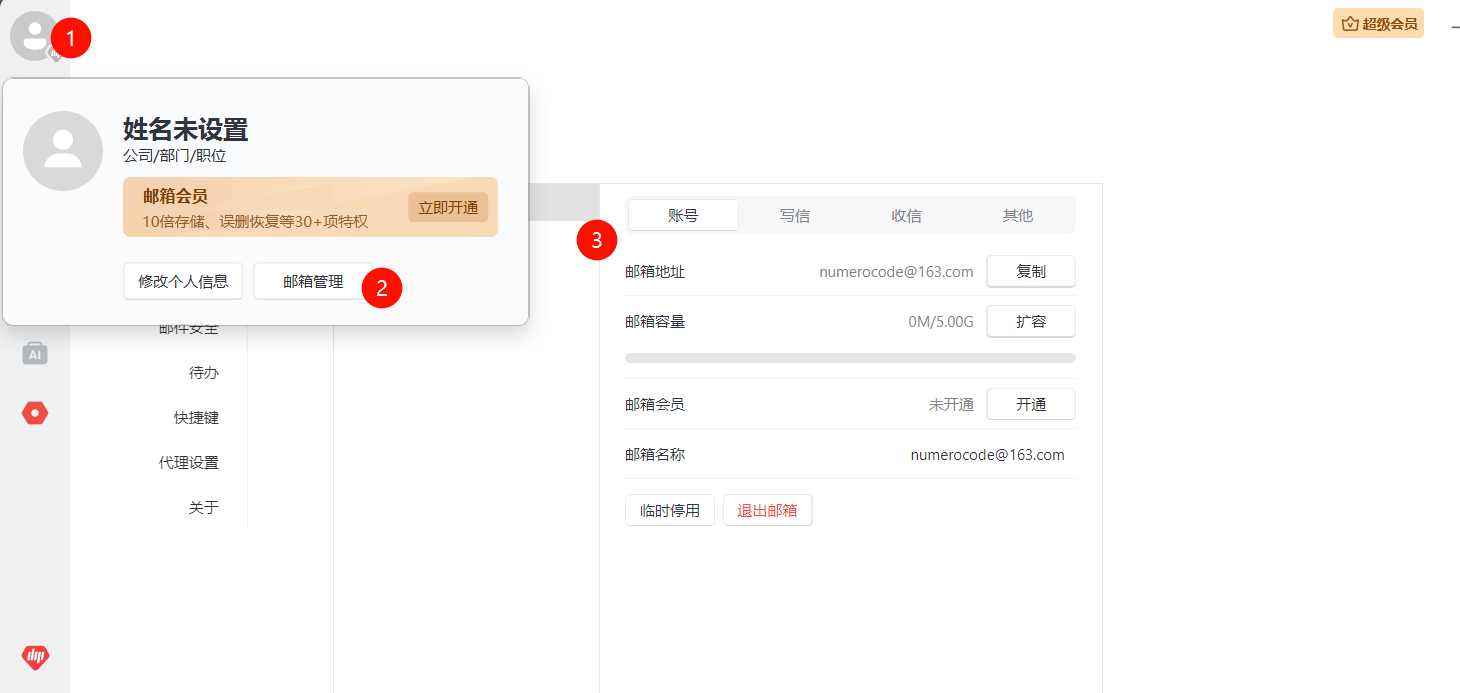 超级会员
1
姓名未设置
公司/部门/职位
邮箱会员
10倍存储、误删恢复等30+项特权
立即开通
修改个人信息
邮箱管理
2
邮件安全
AI
待办
快捷键
代理设置
关于
3
账号
写信
收信
其他
邮箱地址
numerocode@163.com
复制
邮箱容量
0M/5.00G
扩容
邮箱会员
未开通
开通
邮箱名称
numerocode@163.com
临时停用
退出邮箱